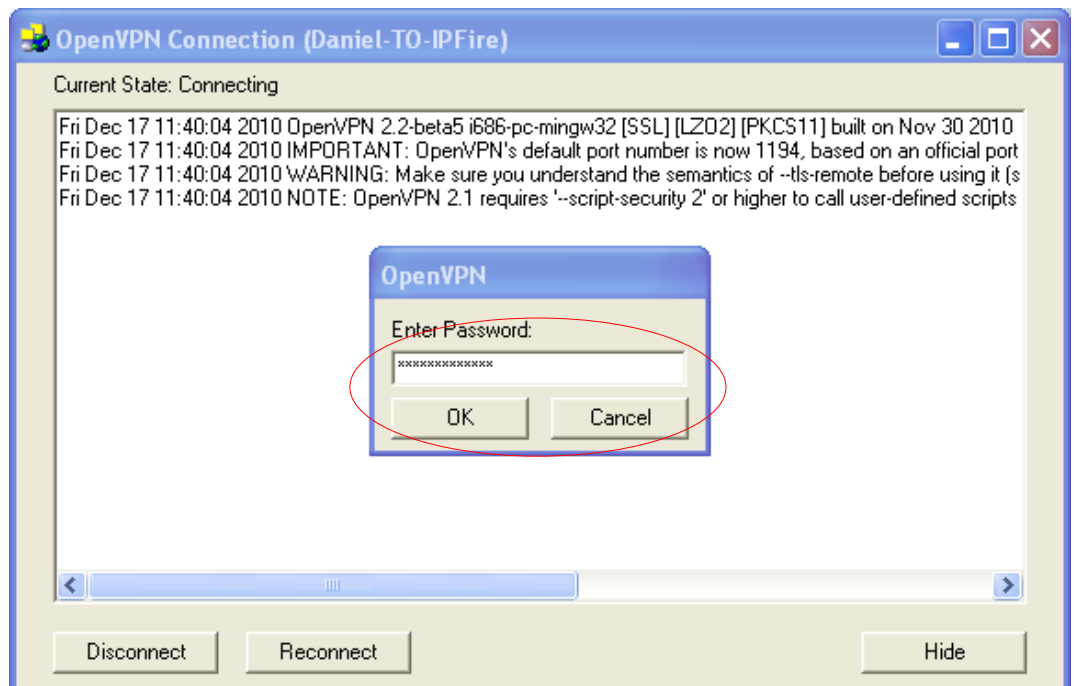 OpenVPN Connection (Daniel-TO-IPFire)
Current State: Connecting
Fri Dec 17 11:40:04 2010 OpenVPN 2.2-beta5 i686-pc-mingw32 [SSL] [LZO2] [PKCS11] built on Nov 30 2010
Fri Dec 17 11:40:04 2010 IMPORTANT: OpenVPN's default port number is now 1194, based on an official port
Fri Dec 17 11:40:04 2010 WARNING: Make sure you understand the semantics of --tls-remote before using it (s
Fri Dec 17 11:40:04 2010 NOTE: OpenVPN 2.1 requires '--script-security 2' or higher to call user-defined scripts
OpenVPN
Enter Password:
*************
OK Cancel
Disconnect Reconnect Hide